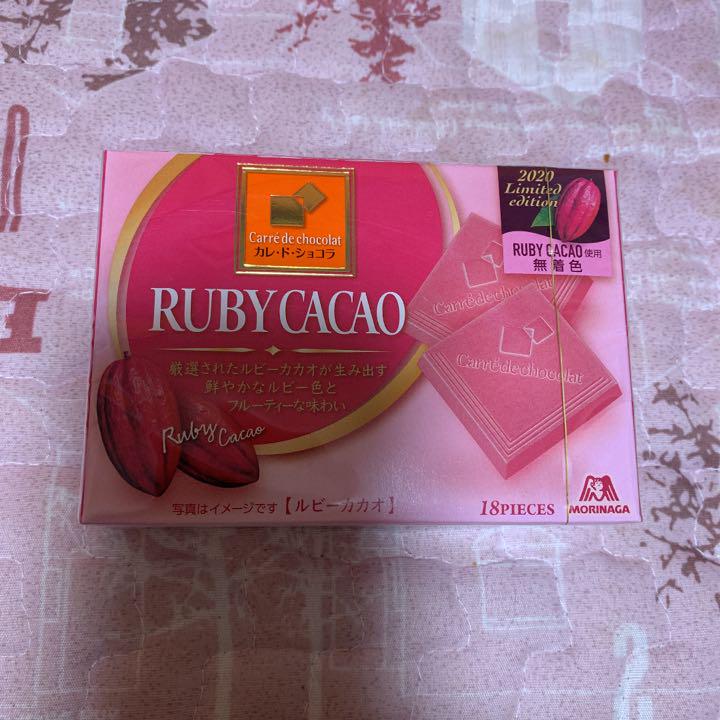 Carré de chocolat
カレ・ド・ショコラ
RUBY CACAO
厳選されたルビーカカオが生み出す
鮮やかなルビー色と
フルーティーな味わい
Ruby Cacao
写真はイメージです【ルビーカカオ】
2020
Limited
edition
RUBY CACAO使用
無着色
Carré de chocolat
Carré de chocolat
18PIECES
MORINAGA